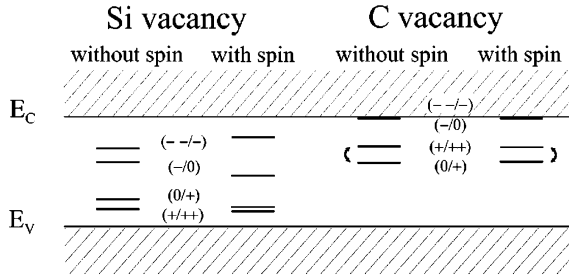 Si vacancy C vacancy
without spin with spin without spin with spin
E_C
(− −/−) (− −/−)
(−/0) (−/0)
(0/+) (+/++)
(+/++) (0/+)
E_V